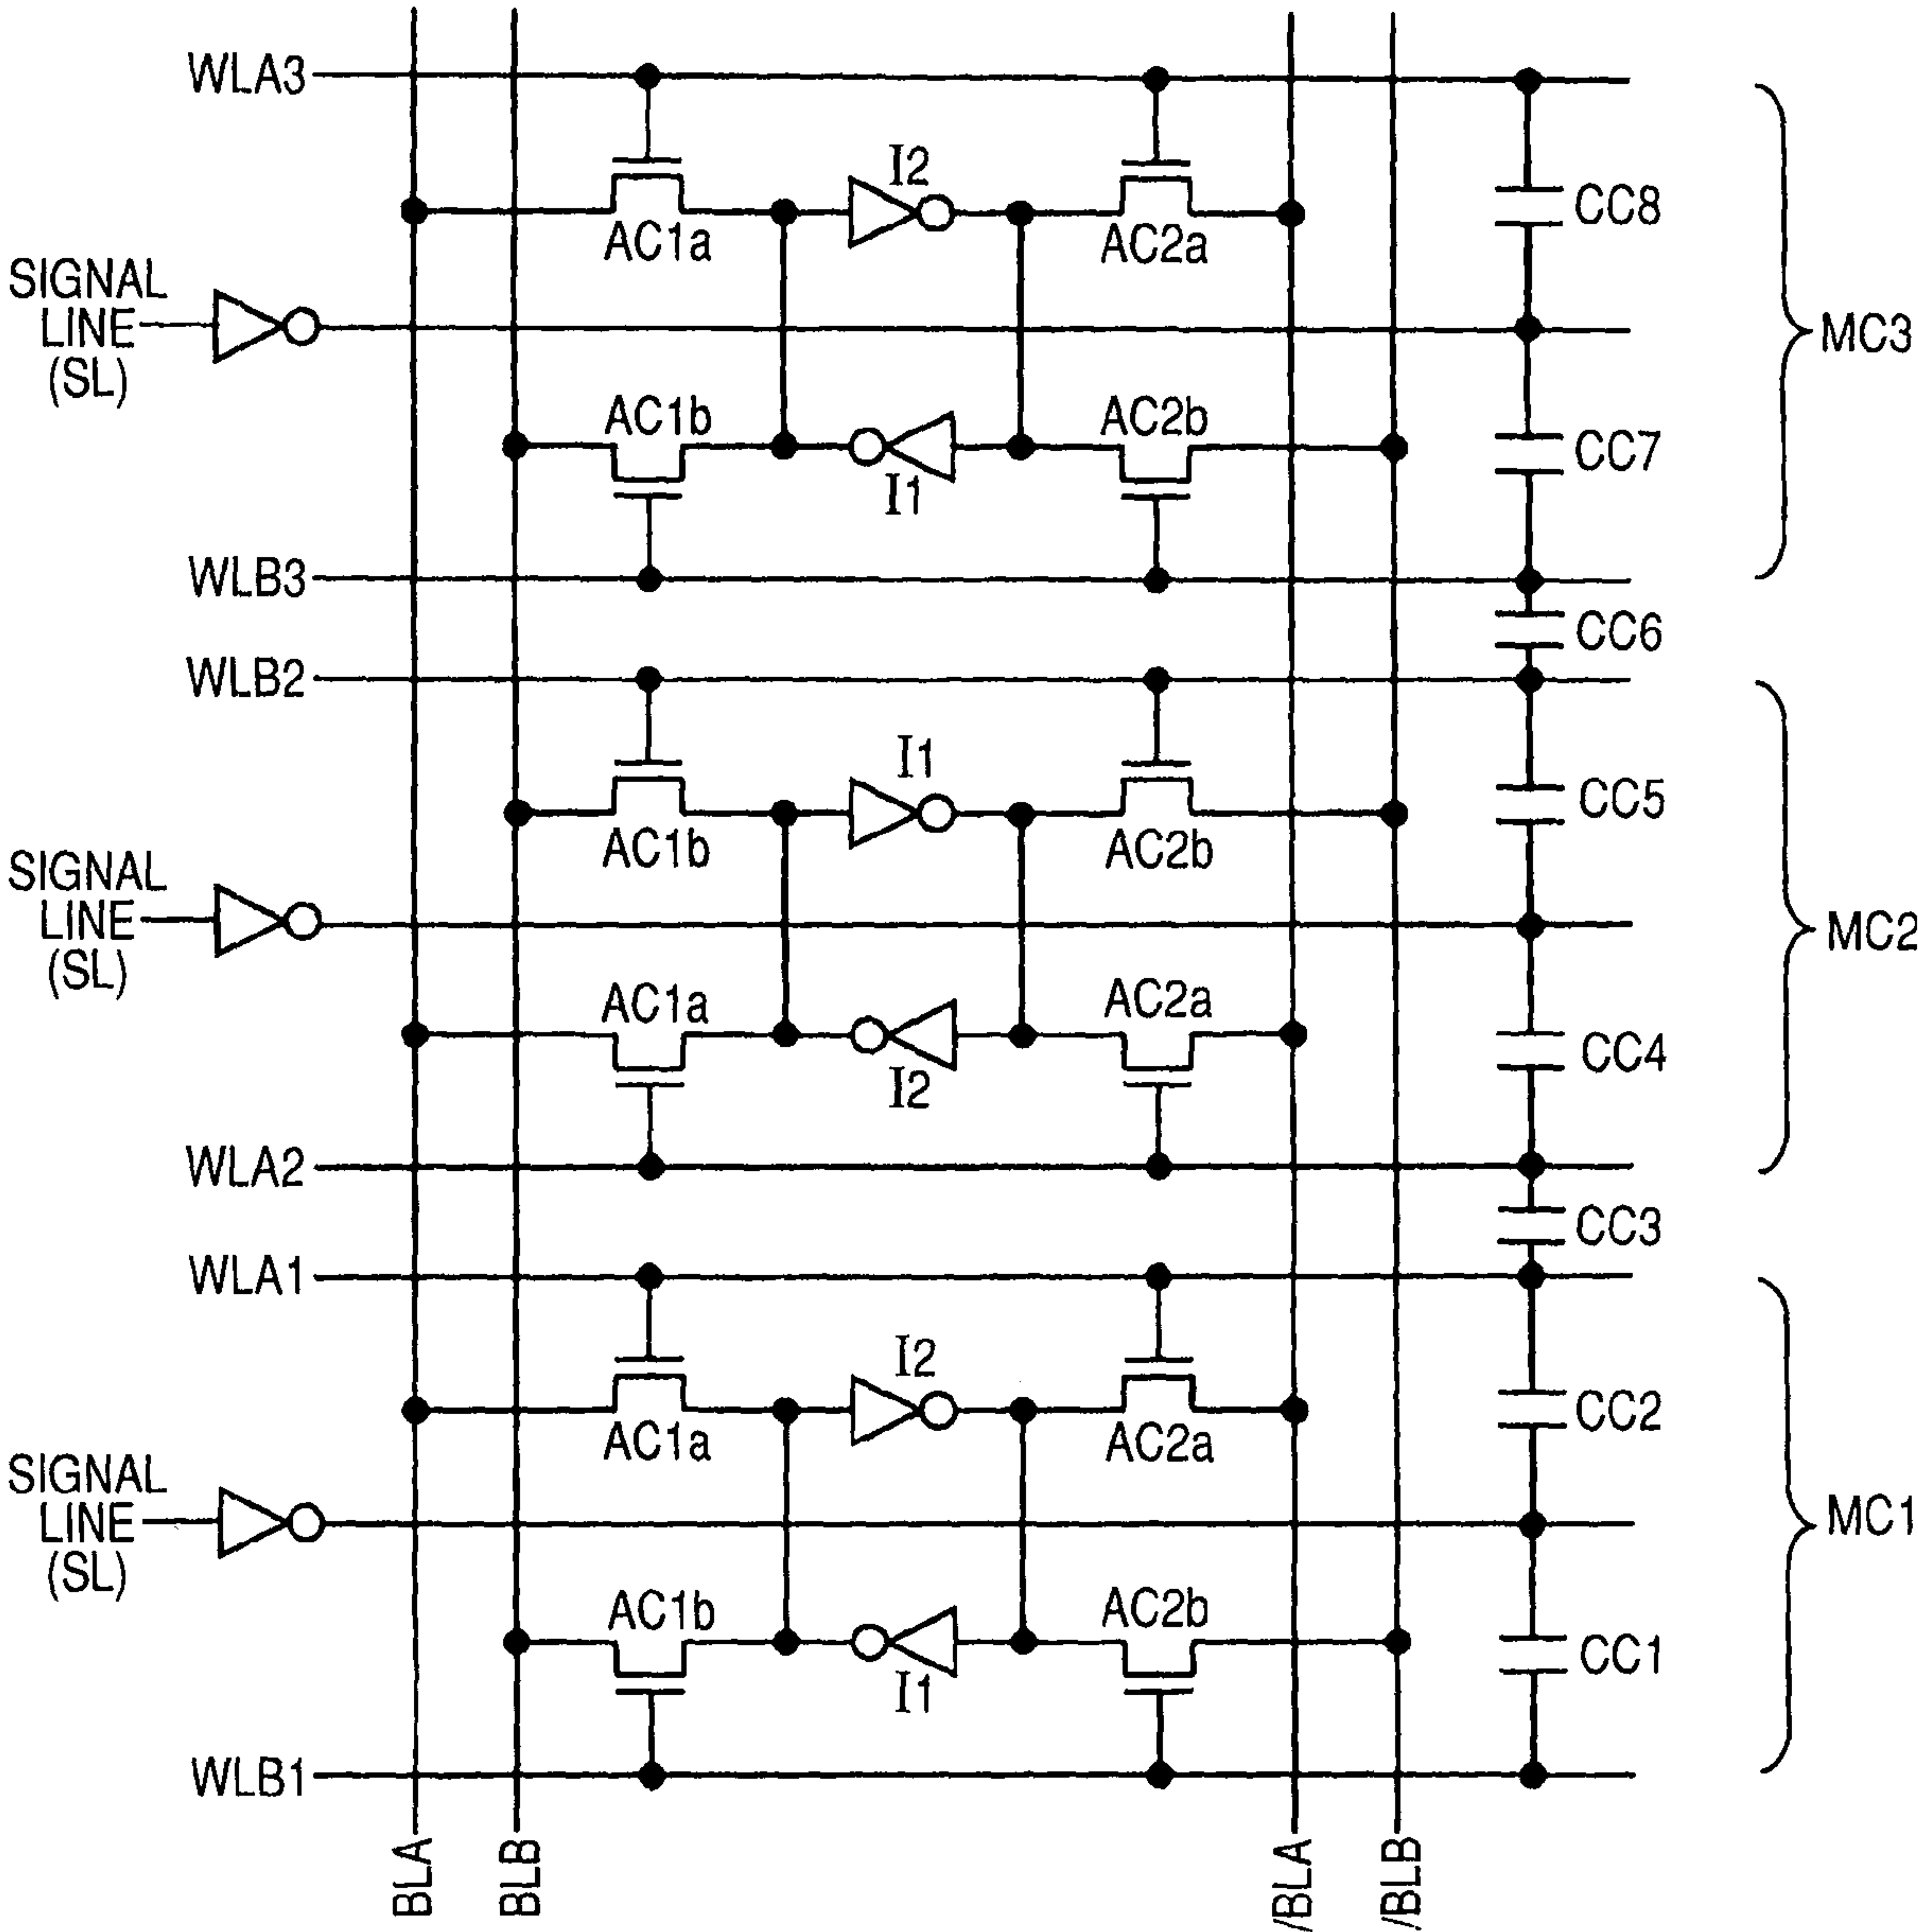 WLA3
I2
AC1a
AC2a
CC8
SIGNAL
LINE
(SL)
MC3
AC1b
AC2b
CC7
I1
WLB3
CC6
WLB2
I1
CC5
AC1b
AC2b
SIGNAL
LINE
(SL)
MC2
AC1a
AC2a
CC4
I2
WLA2
CC3
WLA1
I2
CC2
AC1a
AC2a
SIGNAL
LINE
(SL)
MC1
AC1b
AC2b
CC1
I1
WLB1
BLA
BLB
/BLA
/BLB